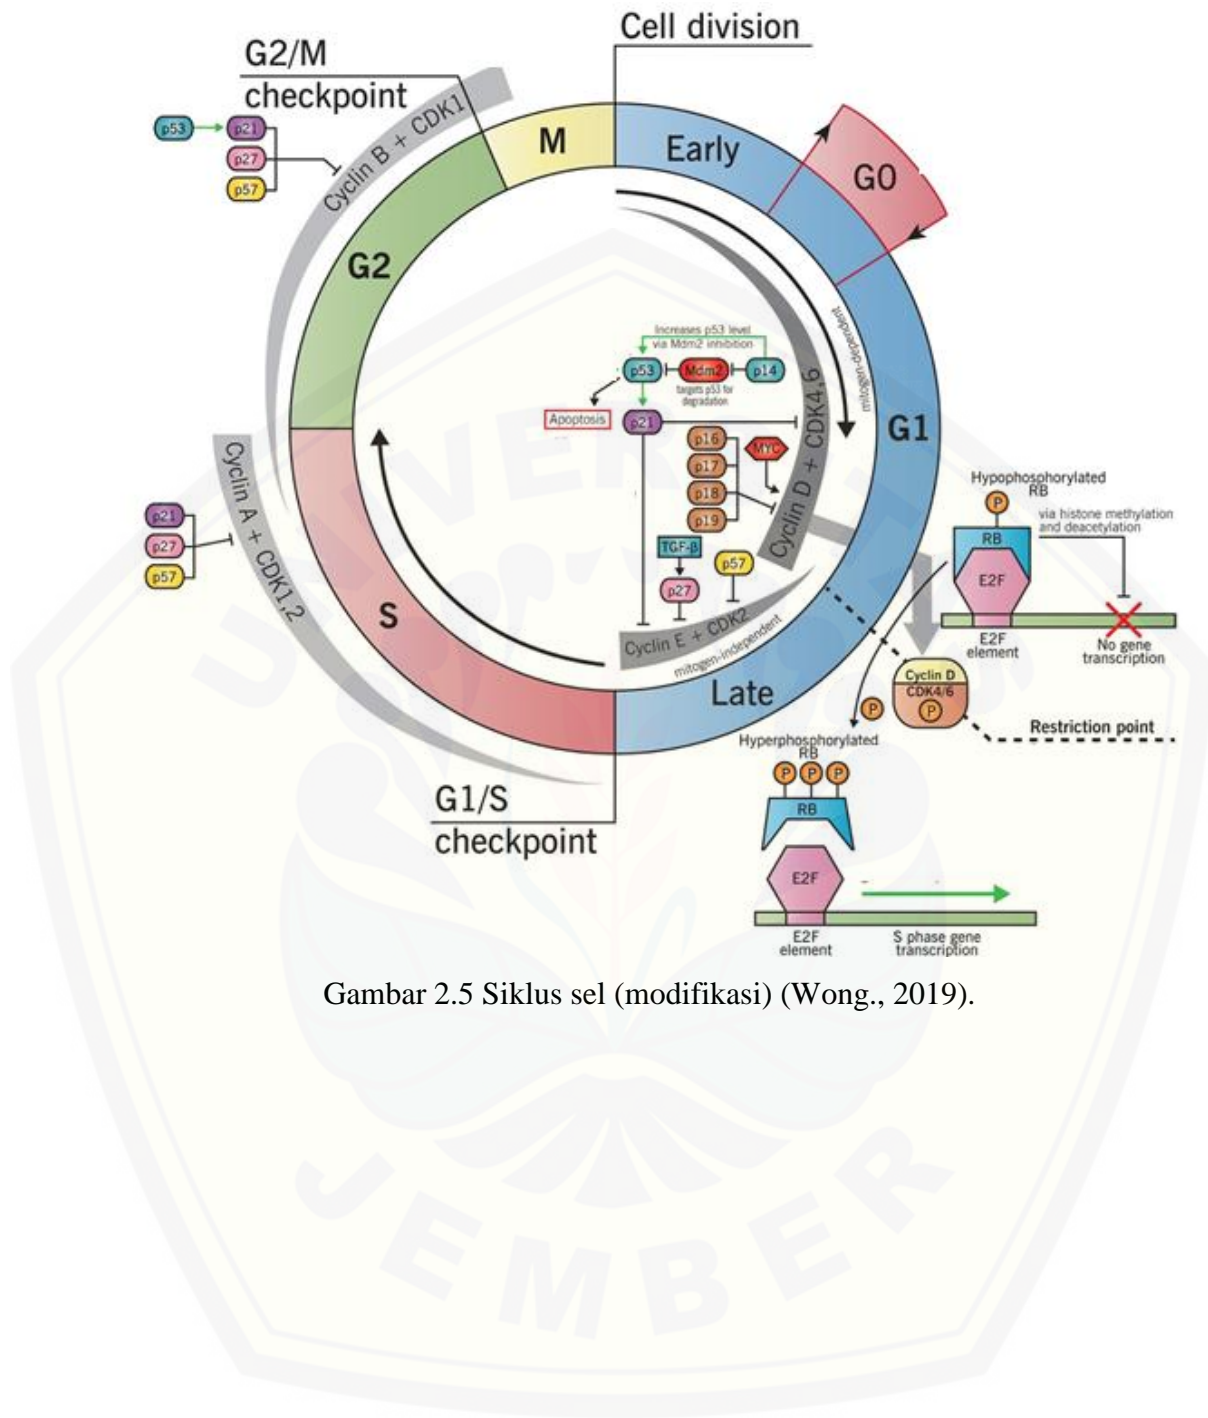 Cell division
G2/M
checkpoint
Cyclin B + CDK1
p53
p21
p27
p57
M
Early
G0
G2
mitogen-dependent
Increases p53 level
via Mdm2 inhibition
p53
Mdm2
p14
targets p53 for
degradation
Apoptosis
p21
p16
MYC
p17
p18
p19
Cyclin D + CDK4,6
G1
TGF-β
p57
p27
Cyclin E + CDK2
mitogen-independent
Cyclin A + CDK1,2
p21
p27
p57
S
Late
Hypophosphorylated
RB
P
via histone methylation
and deacetylation
RB
E2F
E2F
element
No gene
transcription
Cyclin D
CDK4/6
P
P
Restriction point
Hyperphosphorylated
RB
P P P
RB
E2F
E2F
element
S phase gene
transcription
G1/S
checkpoint
Gambar 2.5 Siklus sel (modifikasi) (Wong., 2019).
UNIVERSITAS
JEMBER